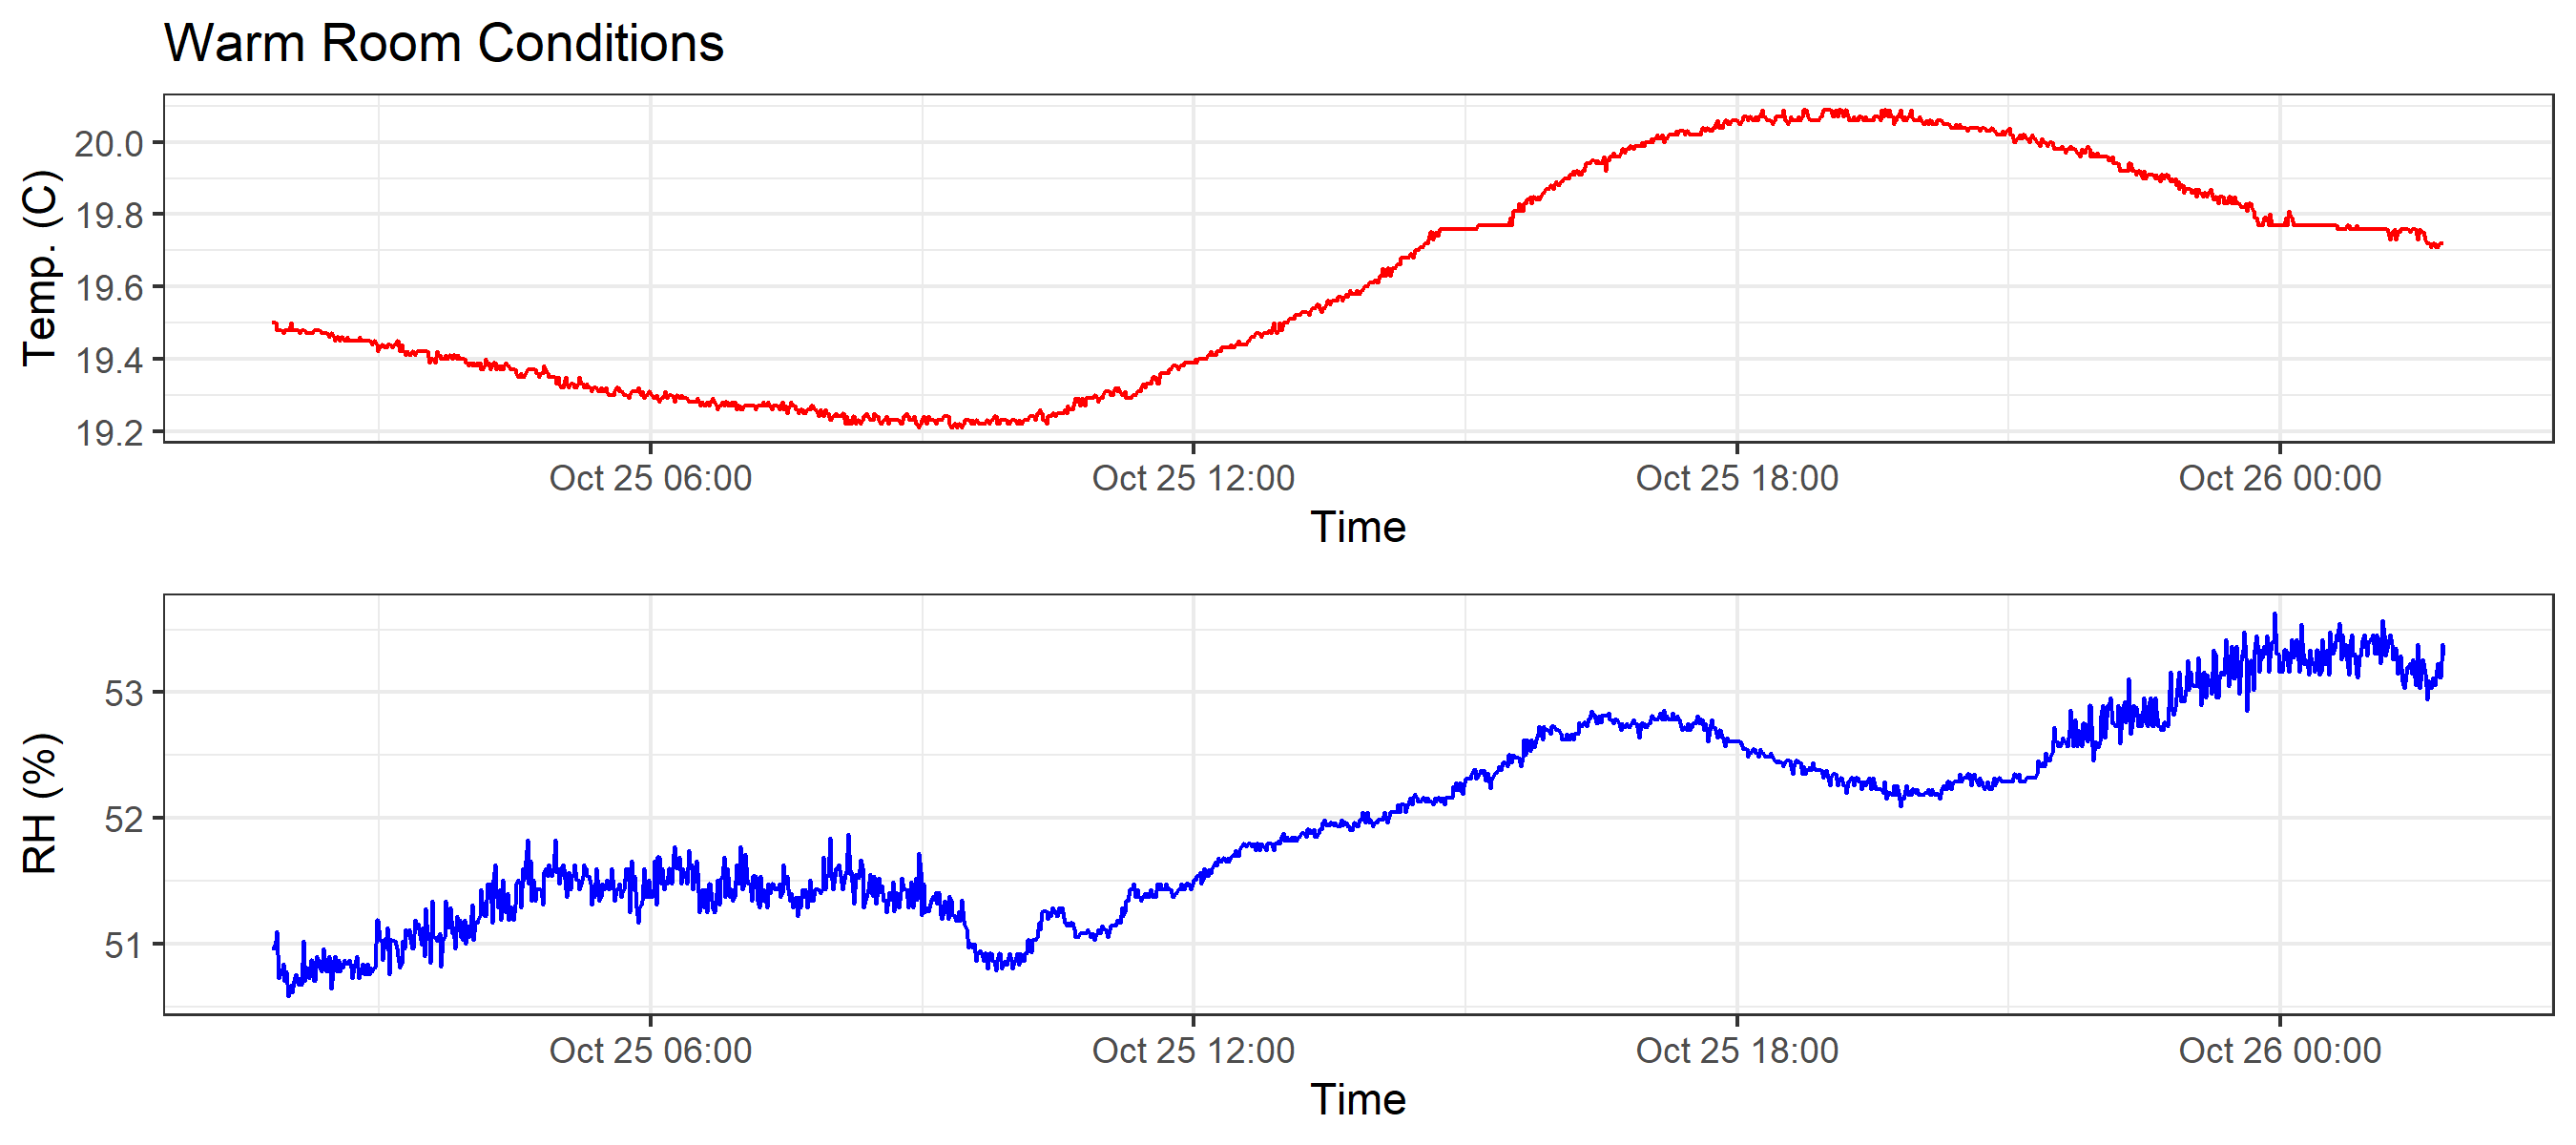 Warm Room Conditions
Temp. (C)
20.0
19.8
19.6
19.4
19.2
Oct 25 06:00 Oct 25 12:00 Oct 25 18:00 Oct 26 00:00
Time
RH (%)
53
52
51
Oct 25 06:00 Oct 25 12:00 Oct 25 18:00 Oct 26 00:00
Time